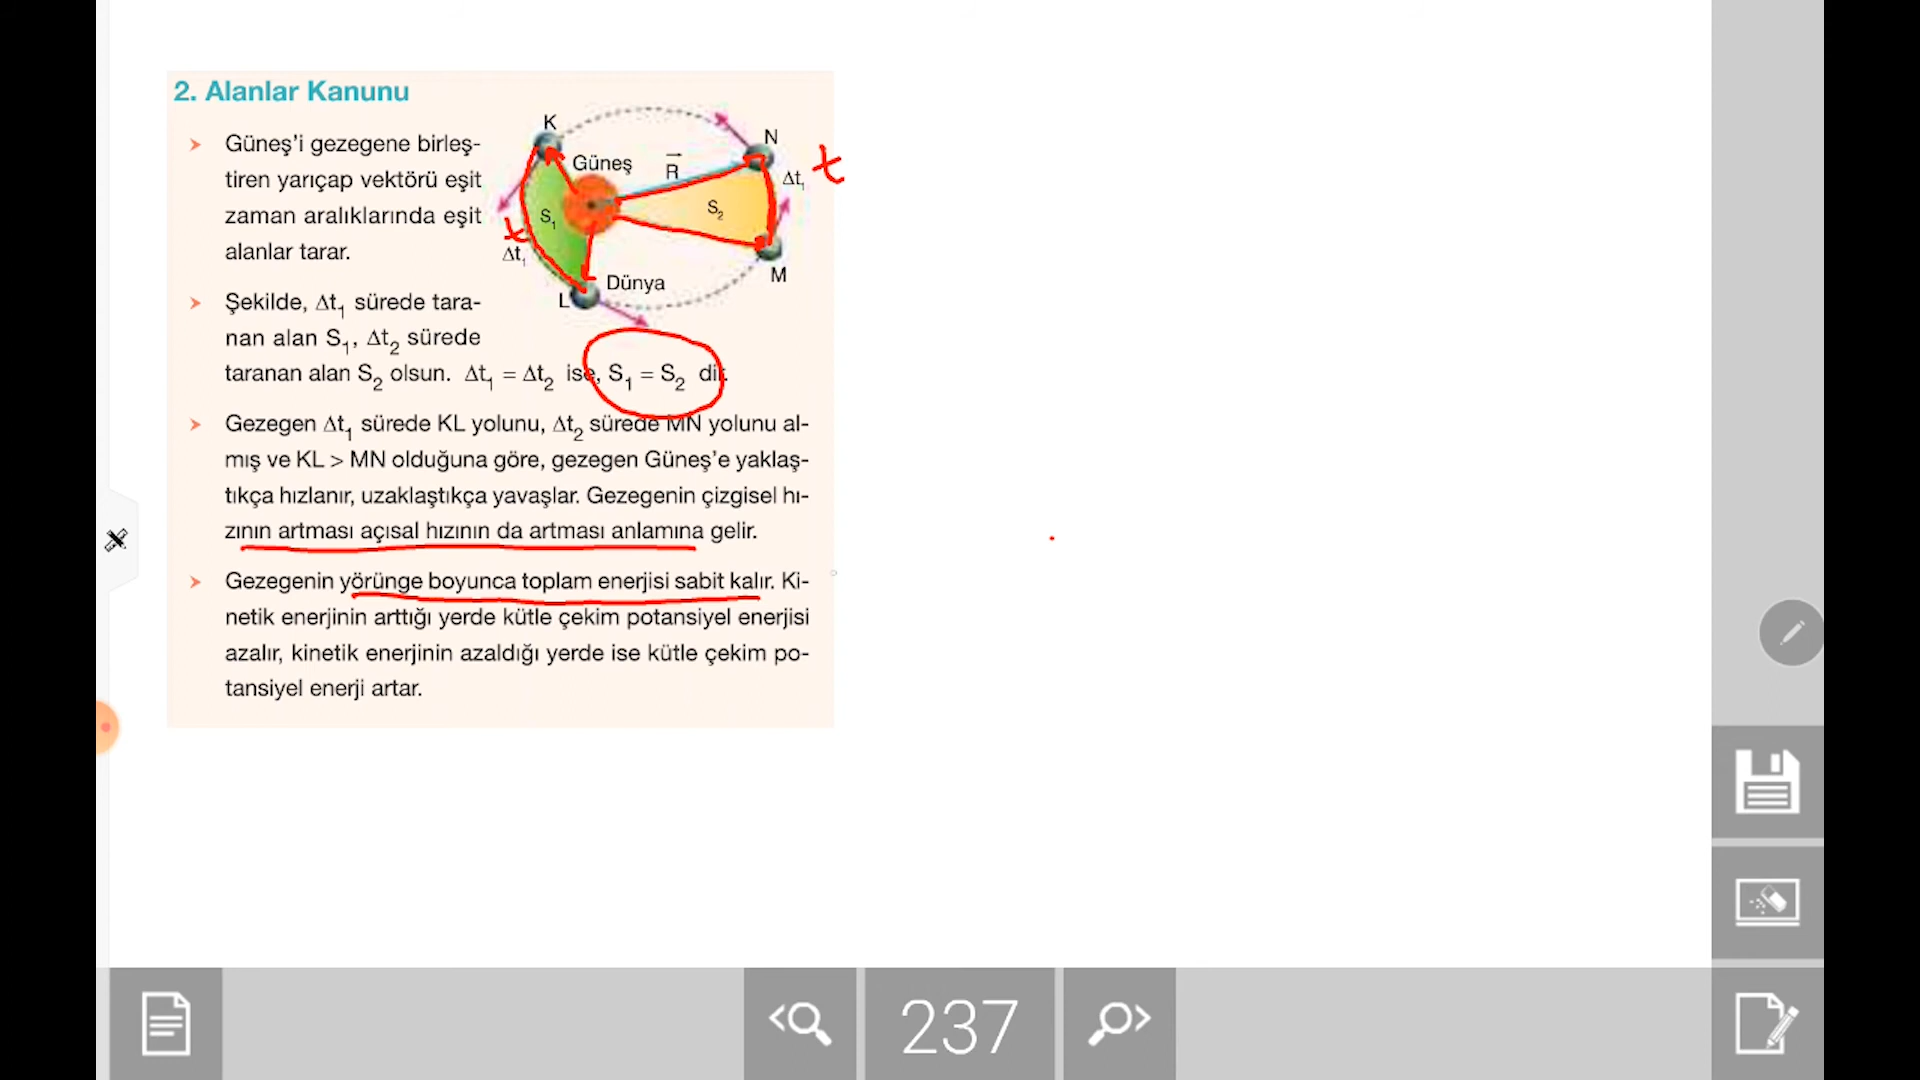 2. Alanlar Kanunu
Güneş'i gezegene birleş-
tiren yarıçap vektörü eşit
zaman aralıklarında eşit
alanlar tarar.
K
Güneş
R
N
Δt₁
t
S₁
S₂
t
Δt₁
M
L
Dünya
Şekilde, Δt₁ sürede tara-
nan alan S₁, Δt₂ sürede
taranan alan S₂ olsun. Δt₁ = Δt₂ ise, S₁ = S₂ dir.
Gezegen Δt₁ sürede KL yolunu, Δt₂ sürede MN yolunu al-
mış ve KL > MN olduğuna göre, gezegen Güneş'e yaklaş-
tıkça hızlanır, uzaklaştıkça yavaşlar. Gezegenin çizgisel hı-
zının artması açısal hızının da artması anlamına gelir.
Gezegenin yörünge boyunca toplam enerjisi sabit kalır. Ki-
netik enerjinin arttığı yerde kütle çekim potansiyel enerjisi
azalır, kinetik enerjinin azaldığı yerde ise kütle çekim po-
tansiyel enerji artar.
237